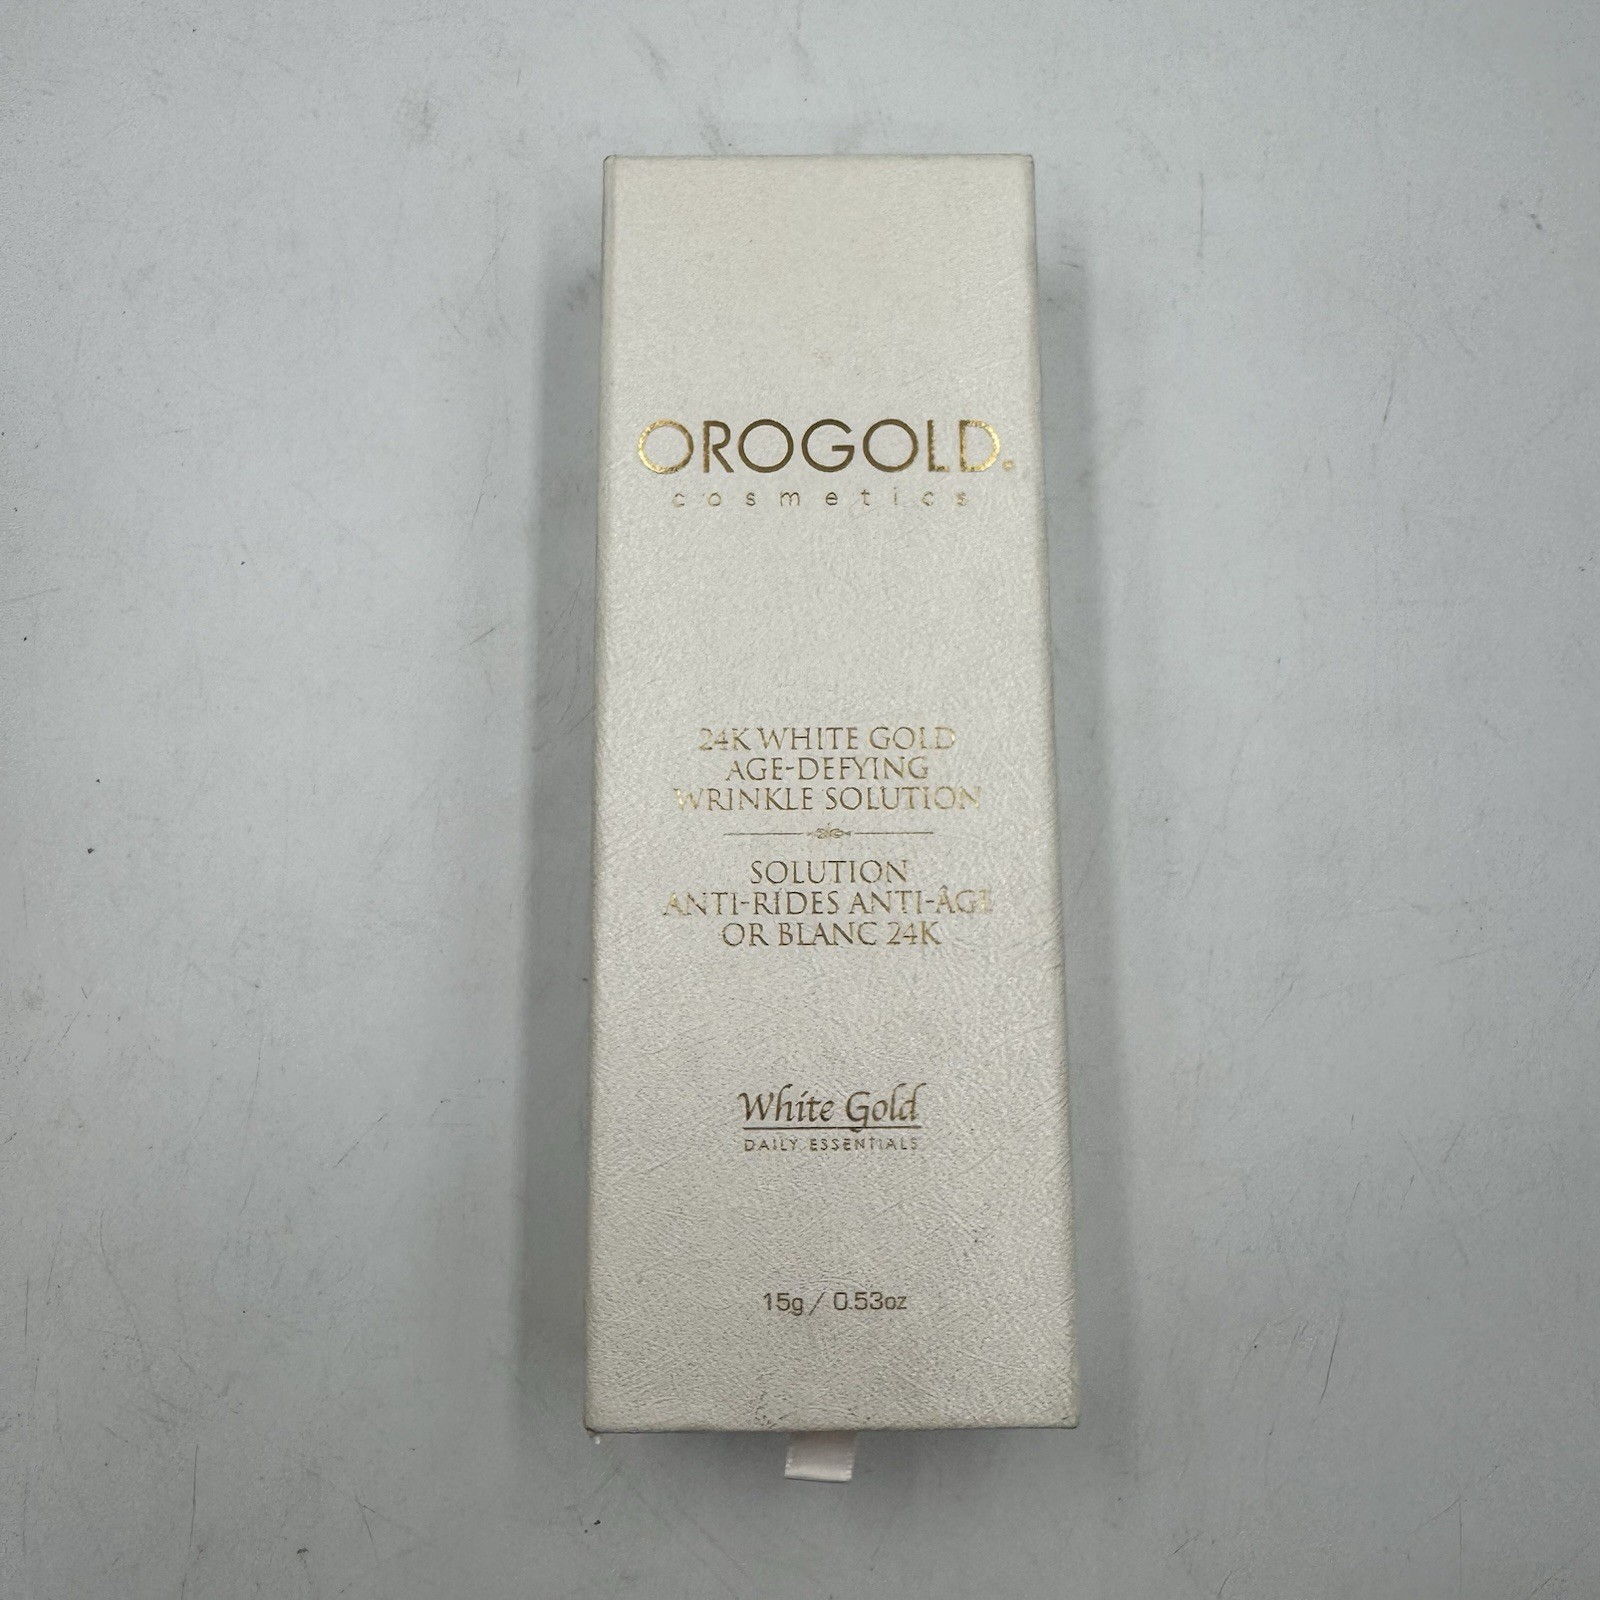 OROGOLD
cosmetics
24K WHITE GOLD
AGE-DEFYING
WRINKLE SOLUTION
SOLUTION
ANTI-RIDES ANTI-ÂGE
OR BLANC 24K
White Gold
DAILY ESSENTIALS
15g / 0.53oz